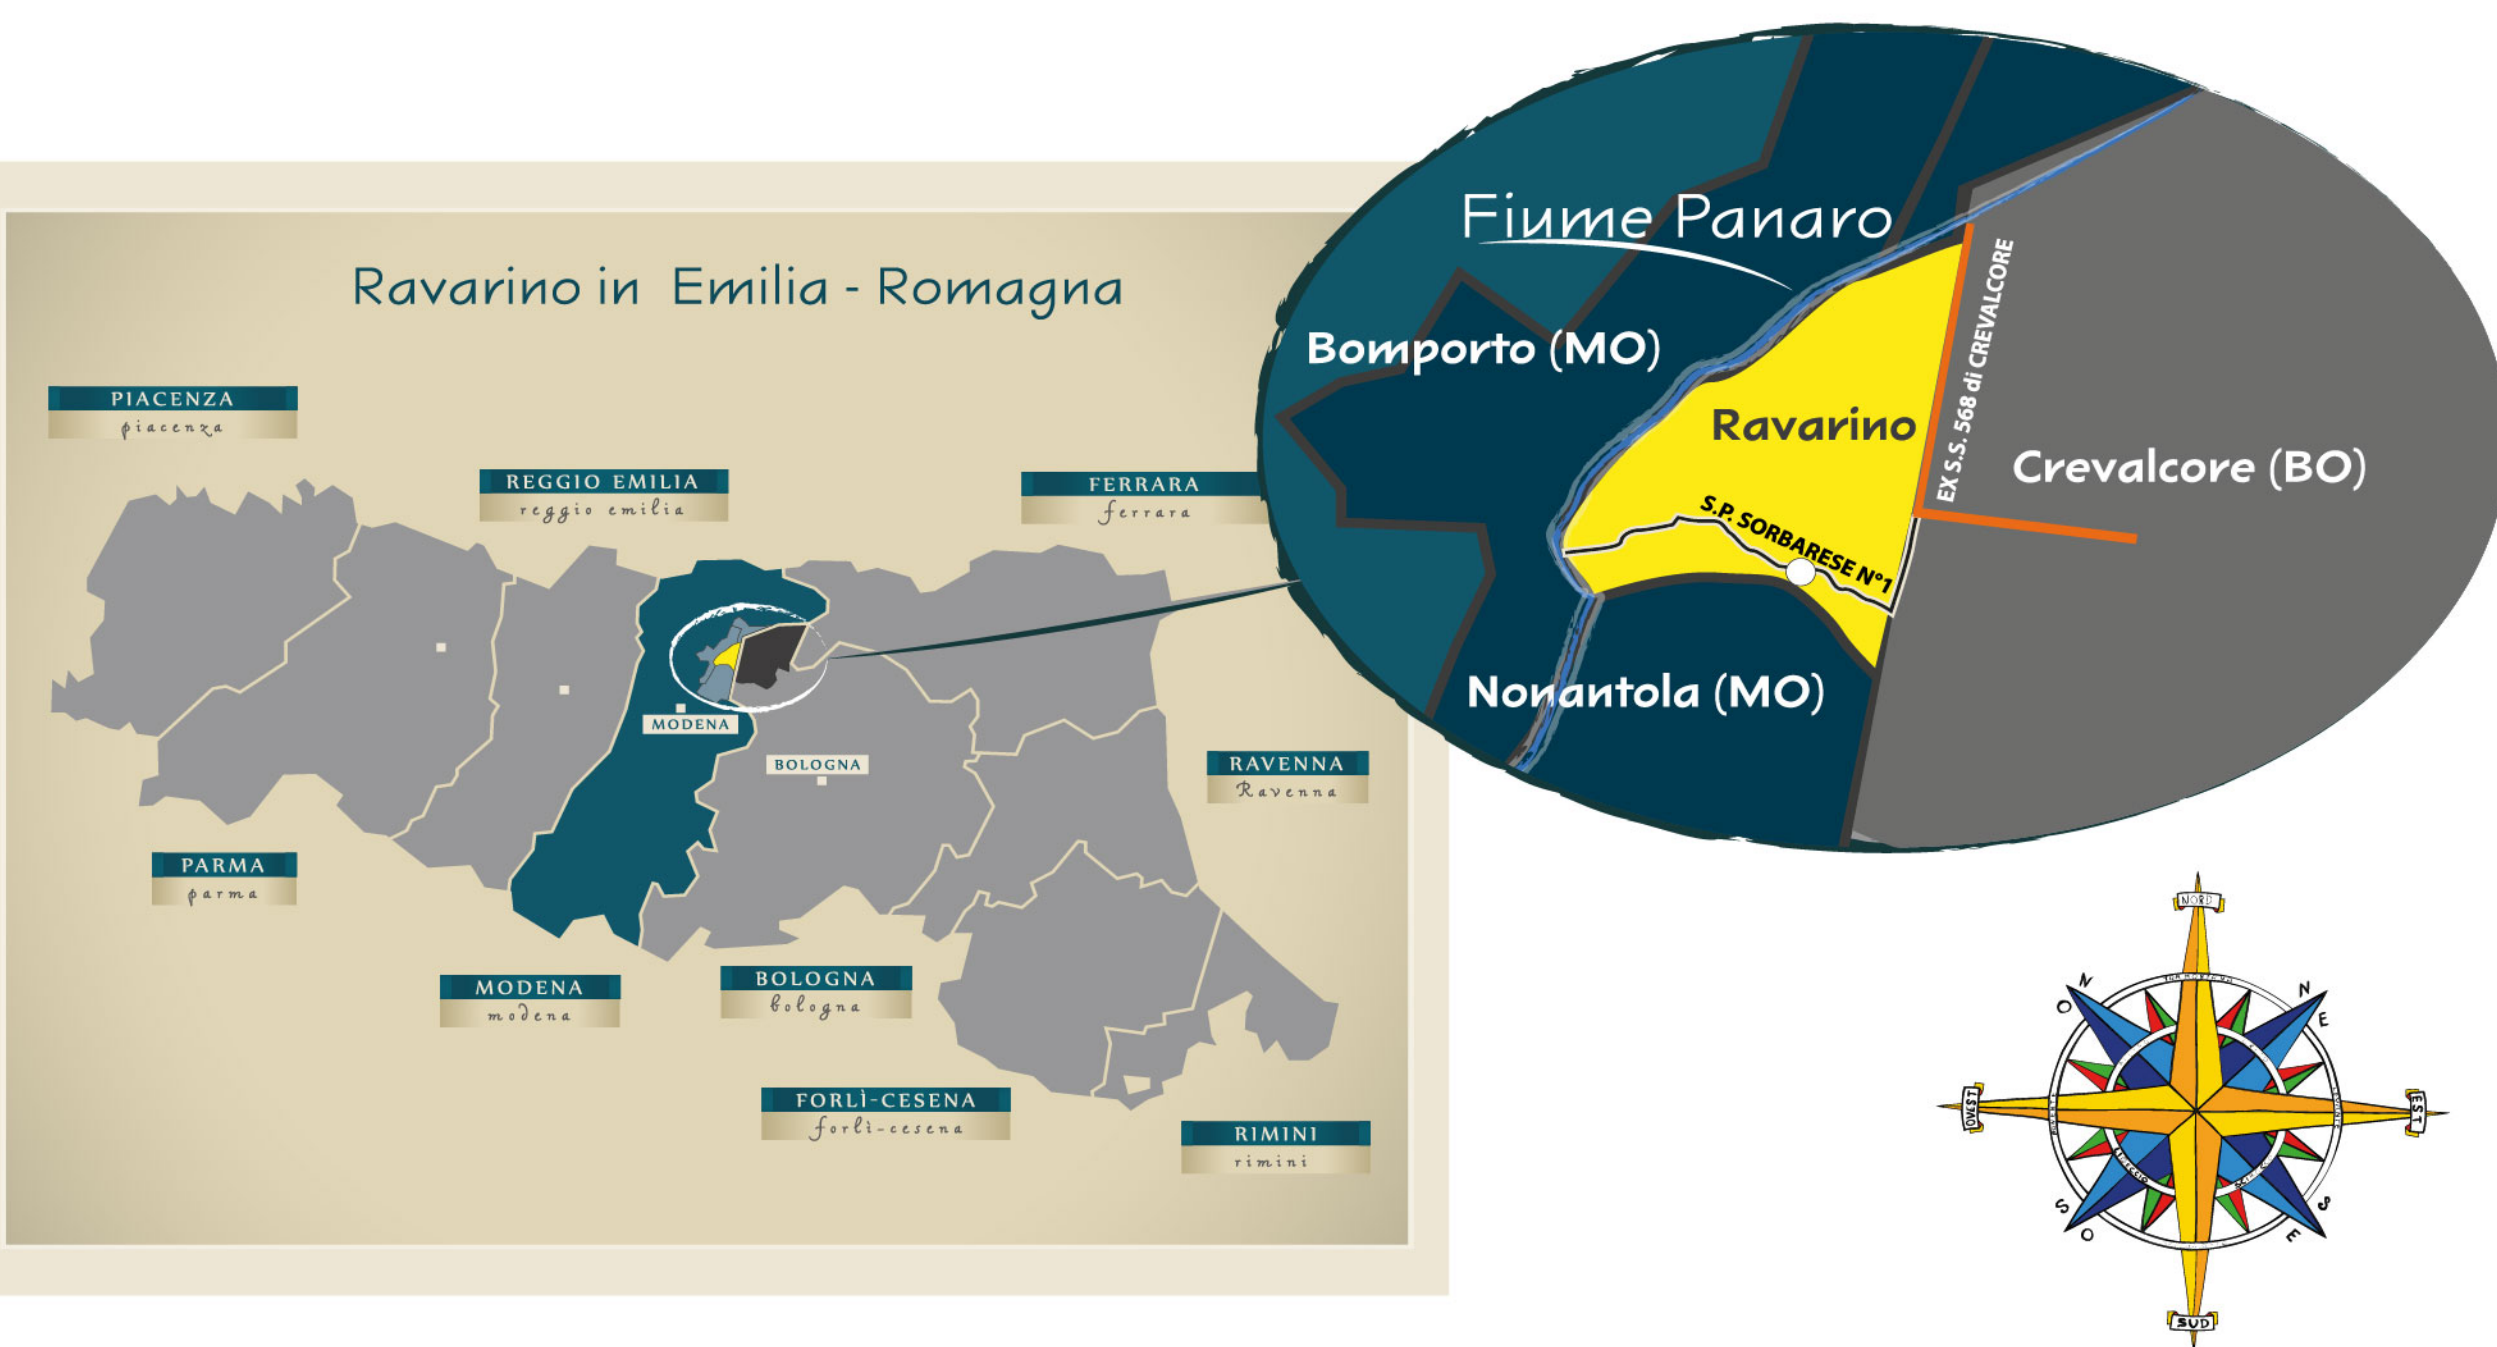 Ravarino in Emilia - Romagna
PIACENZA
piacenza
REGGIO EMILIA
reggio emilia
FERRARA
ferrara
MODENA
BOLOGNA
RAVENNA
Ravenna
PARMA
parma
MODENA
modena
BOLOGNA
bologna
FORLÌ-CESENA
forlì-cesena
RIMINI
rimini
Fiume Panaro
Bomporto (MO)
Ravarino
EX S.S. 568 di CREVALCORE
Crevalcore (BO)
S.P. SORBARESE N°1
Nonantola (MO)
NORD
N O
N E
OVEST
EST
S O
S E
SUD